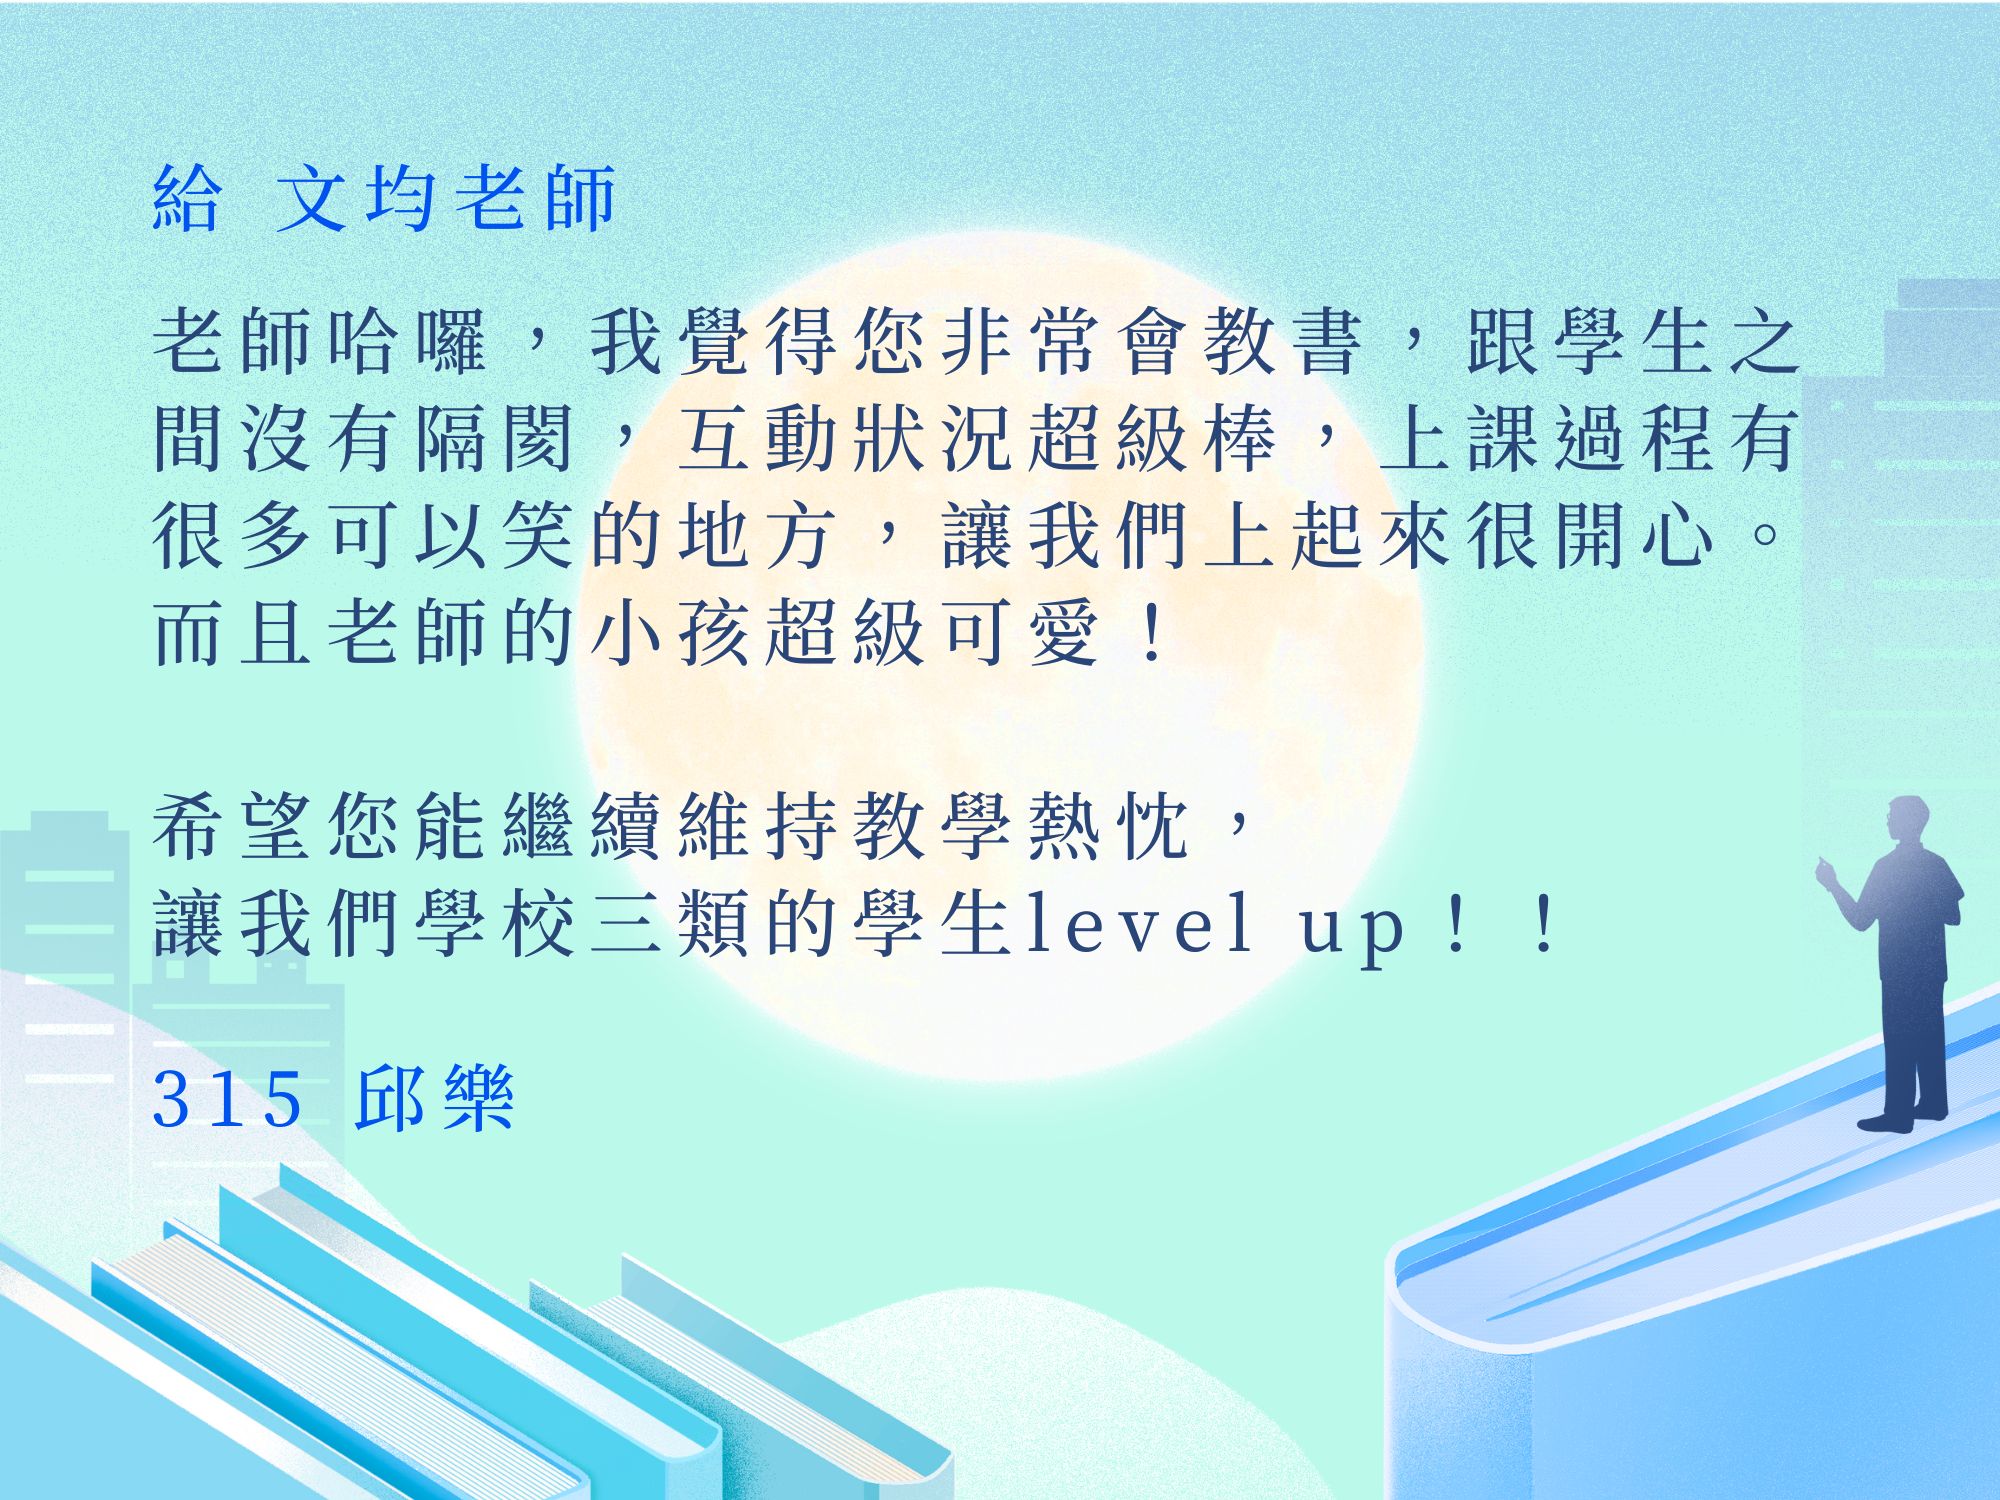 給 文均老師
老師哈囉，我覺得您非常會教書，跟學生之
間沒有隔閡，互動狀況超級棒，上課過程有
很多可以笑的地方，讓我們上起來很開心。
而且老師的小孩超級可愛！
希望您能繼續維持教學熱忱，
讓我們學校三類的學生level up！！
315 邱樂